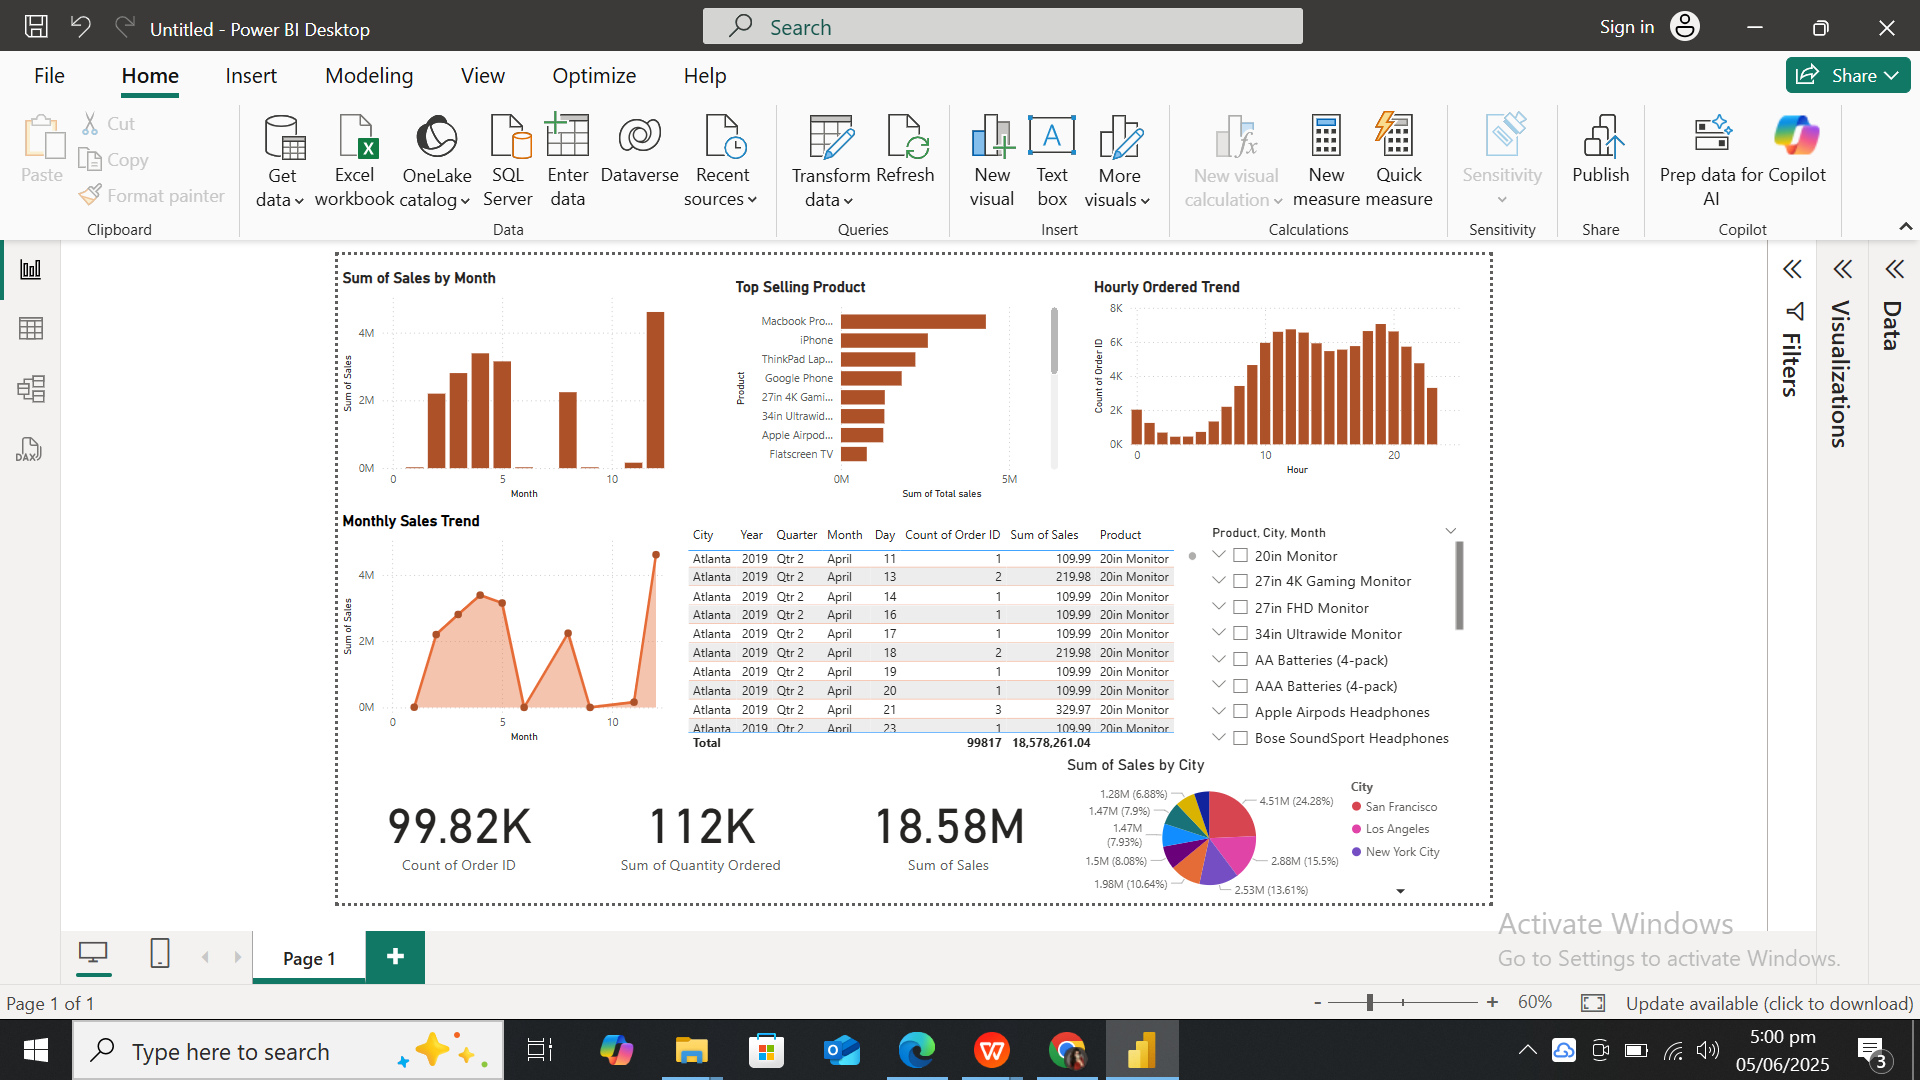 Untitled - Power BI Desktop
Search
Sign in
File Home Insert Modeling View Optimize Help
Share
Paste
Cut
Copy
Format painter
Clipboard
Get data
Excel workbook
OneLake catalog
SQL Server
Enter data
Dataverse
Recent sources
Data
Transform data
Refresh
Queries
New visual
Text box
More visuals
Insert
New visual calculation
New measure
Quick measure
Calculations
Sensitivity
Sensitivity
Publish
Share
Prep data for AI
Copilot
Copilot
DAX
Sum of Sales by Month
Sum of Sales
4M
2M
0M
0 5 10
Month
Top Selling Product
Product
Macbook Pro...
iPhone
ThinkPad Lap...
Google Phone
27in 4K Gami...
34in Ultrawid...
Apple Airpod...
Flatscreen TV
0M 5M
Sum of Total sales
Hourly Ordered Trend
Count of Order ID
8K
6K
4K
2K
0K
0 10 20
Hour
Filters
Visualizations
Data
Monthly Sales Trend
Sum of Sales
4M
2M
0M
0 5 10
Month
City Year Quarter Month Day Count of Order ID Sum of Sales Product
Atlanta 2019 Qtr 2 April 11 1 109.99 20in Monitor
Atlanta 2019 Qtr 2 April 13 2 219.98 20in Monitor
Atlanta 2019 Qtr 2 April 14 1 109.99 20in Monitor
Atlanta 2019 Qtr 2 April 16 1 109.99 20in Monitor
Atlanta 2019 Qtr 2 April 17 1 109.99 20in Monitor
Atlanta 2019 Qtr 2 April 18 2 219.98 20in Monitor
Atlanta 2019 Qtr 2 April 19 1 109.99 20in Monitor
Atlanta 2019 Qtr 2 April 20 1 109.99 20in Monitor
Atlanta 2019 Qtr 2 April 21 3 329.97 20in Monitor
Atlanta 2019 Qtr 2 April 23 1 109.99 20in Monitor
Total 99817 18,578,261.04
Product, City, Month
20in Monitor
27in 4K Gaming Monitor
27in FHD Monitor
34in Ultrawide Monitor
AA Batteries (4-pack)
AAA Batteries (4-pack)
Apple Airpods Headphones
Bose SoundSport Headphones
99.82K
Count of Order ID
112K
Sum of Quantity Ordered
18.58M
Sum of Sales
Sum of Sales by City
1.28M (6.88%)
1.47M (7.9%)
1.47M (7.93%)
1.5M (8.08%)
1.98M (10.64%)
4.51M (24.28%)
2.88M (15.5%)
2.53M (13.61%)
City
San Francisco
Los Angeles
New York City
Activate Windows
Go to Settings to activate Windows.
Page 1
Page 1 of 1
60%
Update available (click to download)
Type here to search
5:00 pm
05/06/2025
3